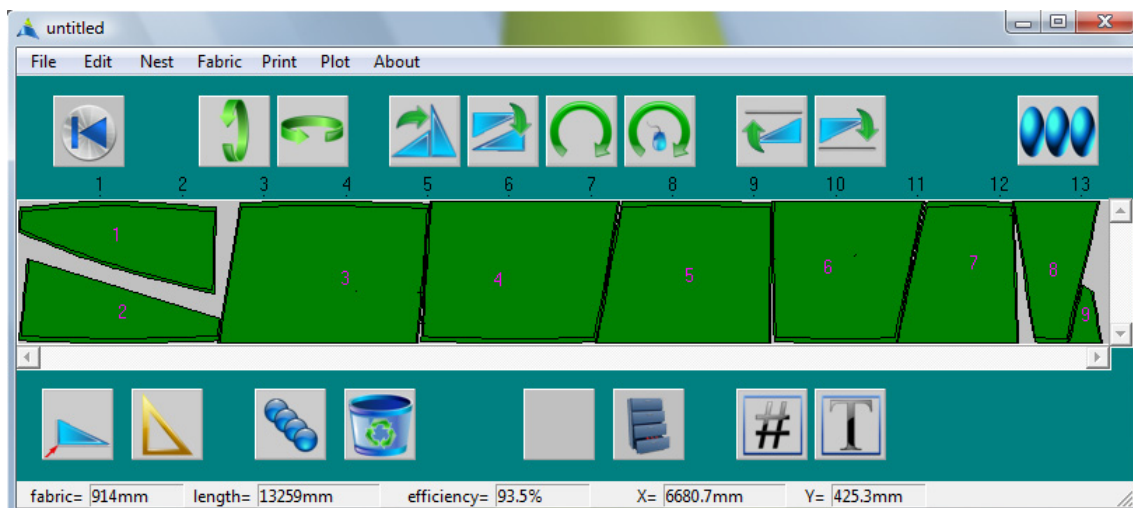 untitled
File Edit Nest Fabric Print Plot About
1 2 3 4 5 6 7 8 9 10 11 12 13
1 2 3 4 5 6 7 8 9
# T
fabric= 914mm length= 13259mm efficiency= 93.5% X= 6680.7mm Y= 425.3mm